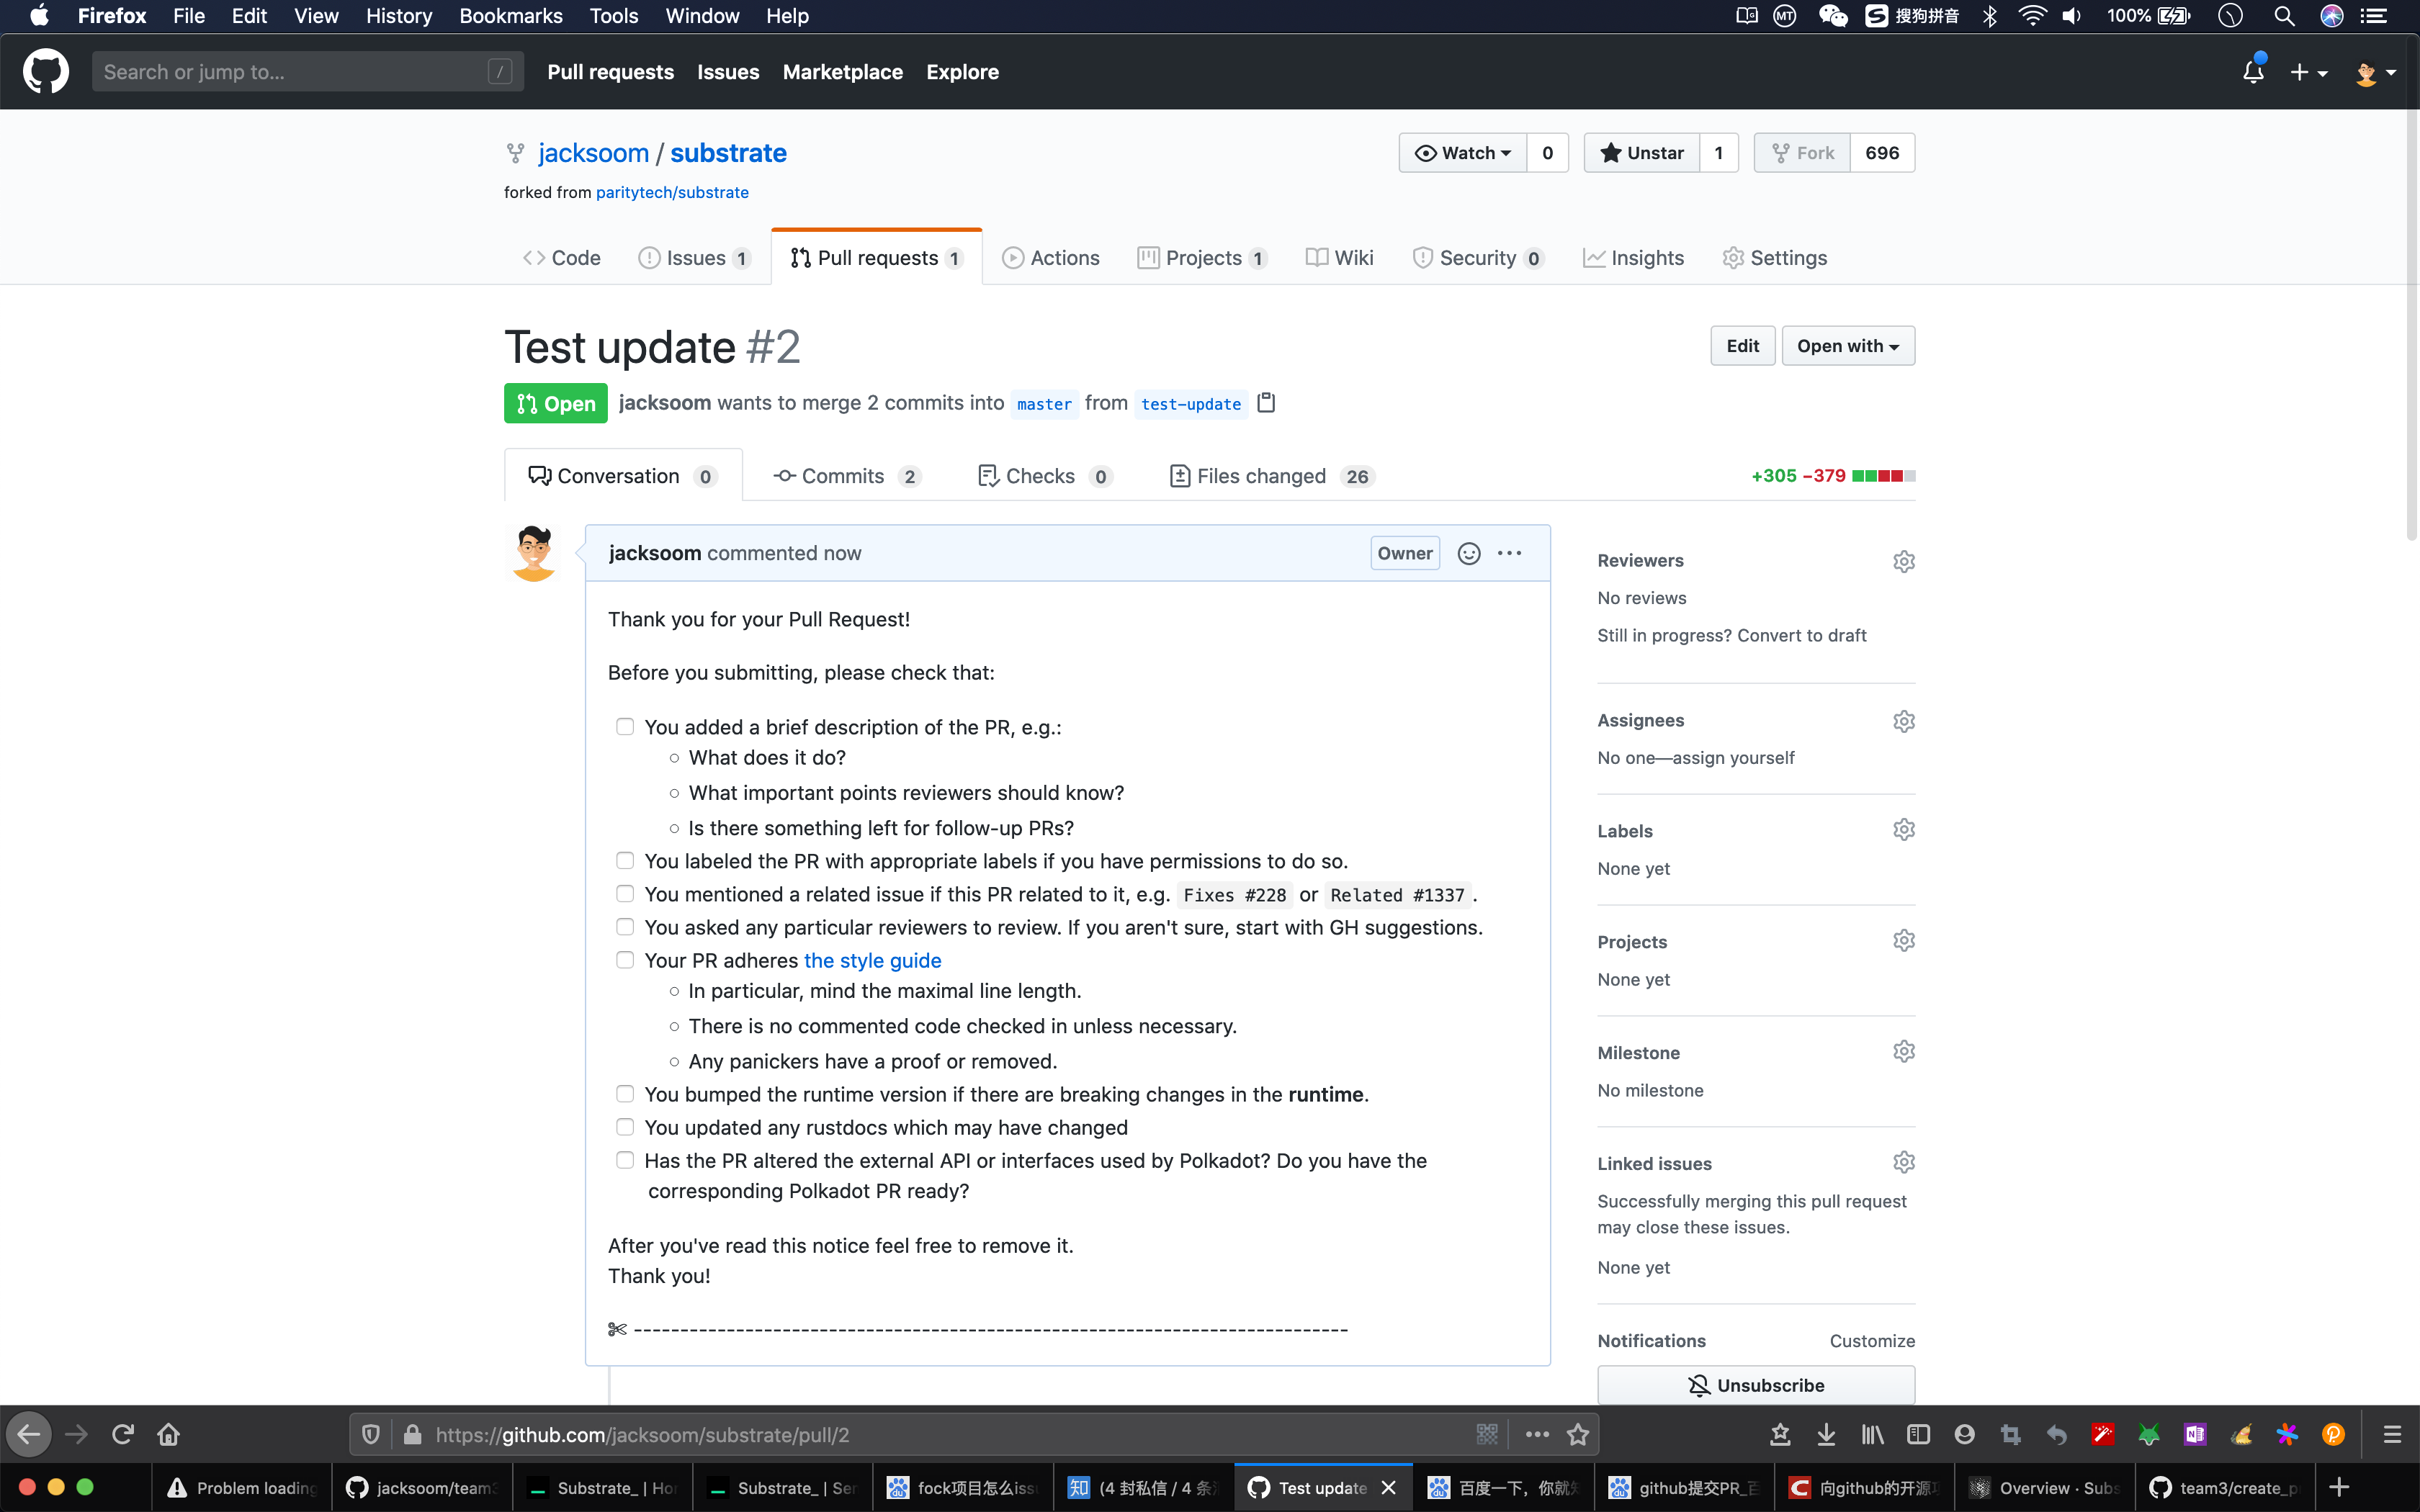 Firefox File Edit View History Bookmarks Tools Window Help MT 搜狗拼音 100%
Search or jump to... / Pull requests Issues Marketplace Explore
jacksoom / substrate Watch 0 Unstar 1 Fork 696
forked from paritytech/substrate
Code Issues 1 Pull requests 1 Actions Projects 1 Wiki Security 0 Insights Settings
Test update #2 Edit Open with
Open jacksoom wants to merge 2 commits into master from test-update
Conversation 0 Commits 2 Checks 0 Files changed 26 +305 −379
jacksoom commented now Owner
Thank you for your Pull Request!
Before you submitting, please check that:
You added a brief description of the PR, e.g.:
What does it do?
What important points reviewers should know?
Is there something left for follow-up PRs?
You labeled the PR with appropriate labels if you have permissions to do so.
You mentioned a related issue if this PR related to it, e.g. Fixes #228 or Related #1337.
You asked any particular reviewers to review. If you aren't sure, start with GH suggestions.
Your PR adheres the style guide
In particular, mind the maximal line length.
There is no commented code checked in unless necessary.
Any panickers have a proof or removed.
You bumped the runtime version if there are breaking changes in the runtime.
You updated any rustdocs which may have changed
Has the PR altered the external API or interfaces used by Polkadot? Do you have the
corresponding Polkadot PR ready?
After you've read this notice feel free to remove it.
Thank you!
✄ -----------------------------------------------------------------------------
Reviewers
No reviews
Still in progress? Convert to draft
Assignees
No one—assign yourself
Labels
None yet
Projects
None yet
Milestone
No milestone
Linked issues
Successfully merging this pull request
may close these issues.
None yet
Notifications Customize
Unsubscribe
https://github.com/jacksoom/substrate/pull/2
Problem loading jacksoom/team3 Substrate_ | Ho Substrate_ | Ser fock项目怎么iss 知 (4 封私信 / 4 条 Test update 百度一下，你就 github提交PR_ 向github的开源 Overview · Subs team3/create_p